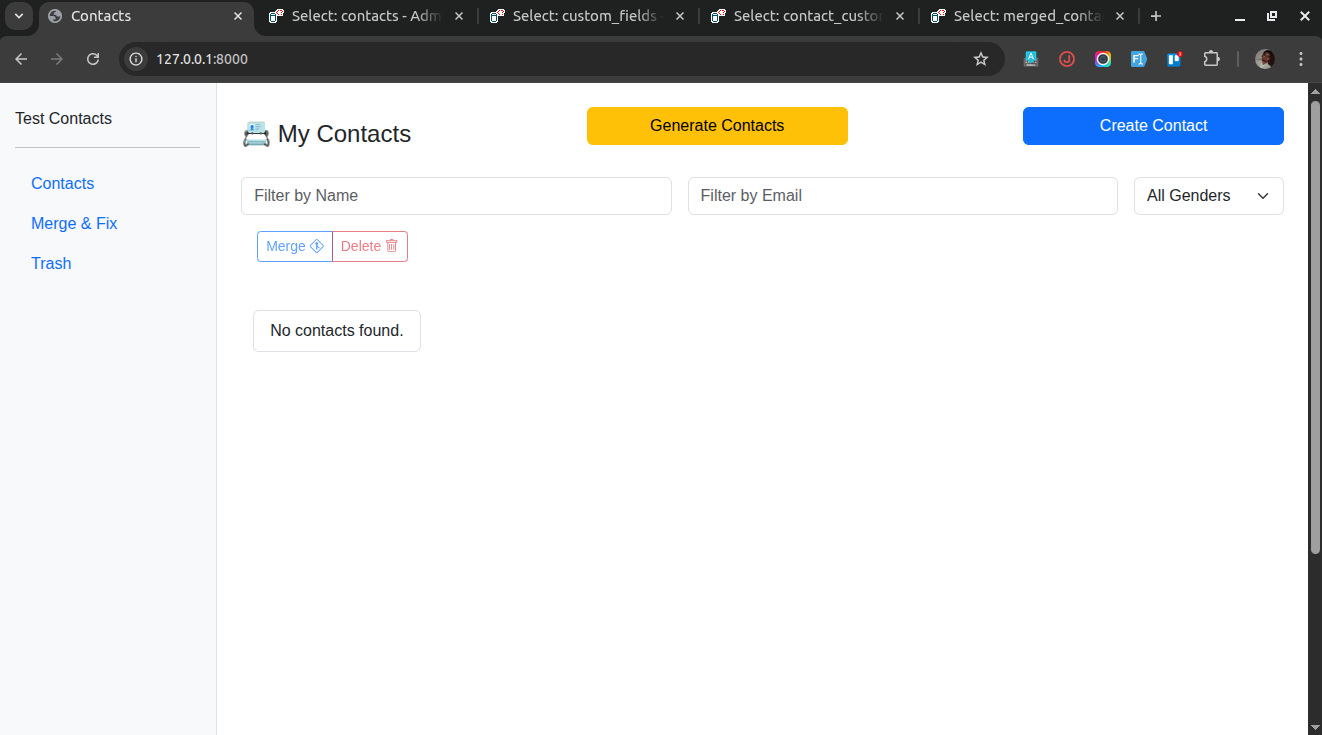 Contacts
Select: contacts - Adm
Select: custom_fields
Select: contact_custo
Select: merged_conta
127.0.0.1:8000
Test Contacts
Contacts
Merge & Fix
Trash
My Contacts
Generate Contacts
Create Contact
Filter by Name
Filter by Email
All Genders
Merge
Delete
No contacts found.